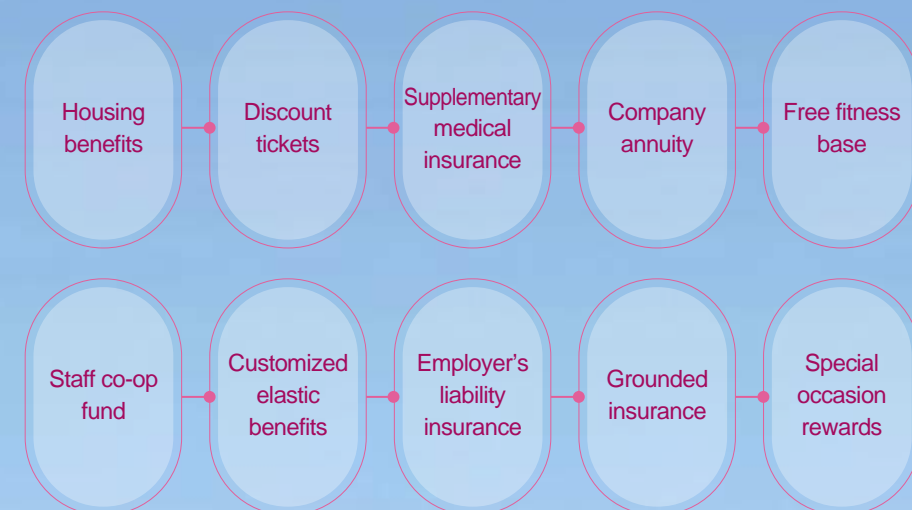 Housing
benefits
Discount
tickets
Supplementary
medical
insurance
Company
annuity
Free fitness
base
Staff co-op
fund
Customized
elastic
benefits
Employer’s
liability
insurance
Grounded
insurance
Special
occasion
rewards